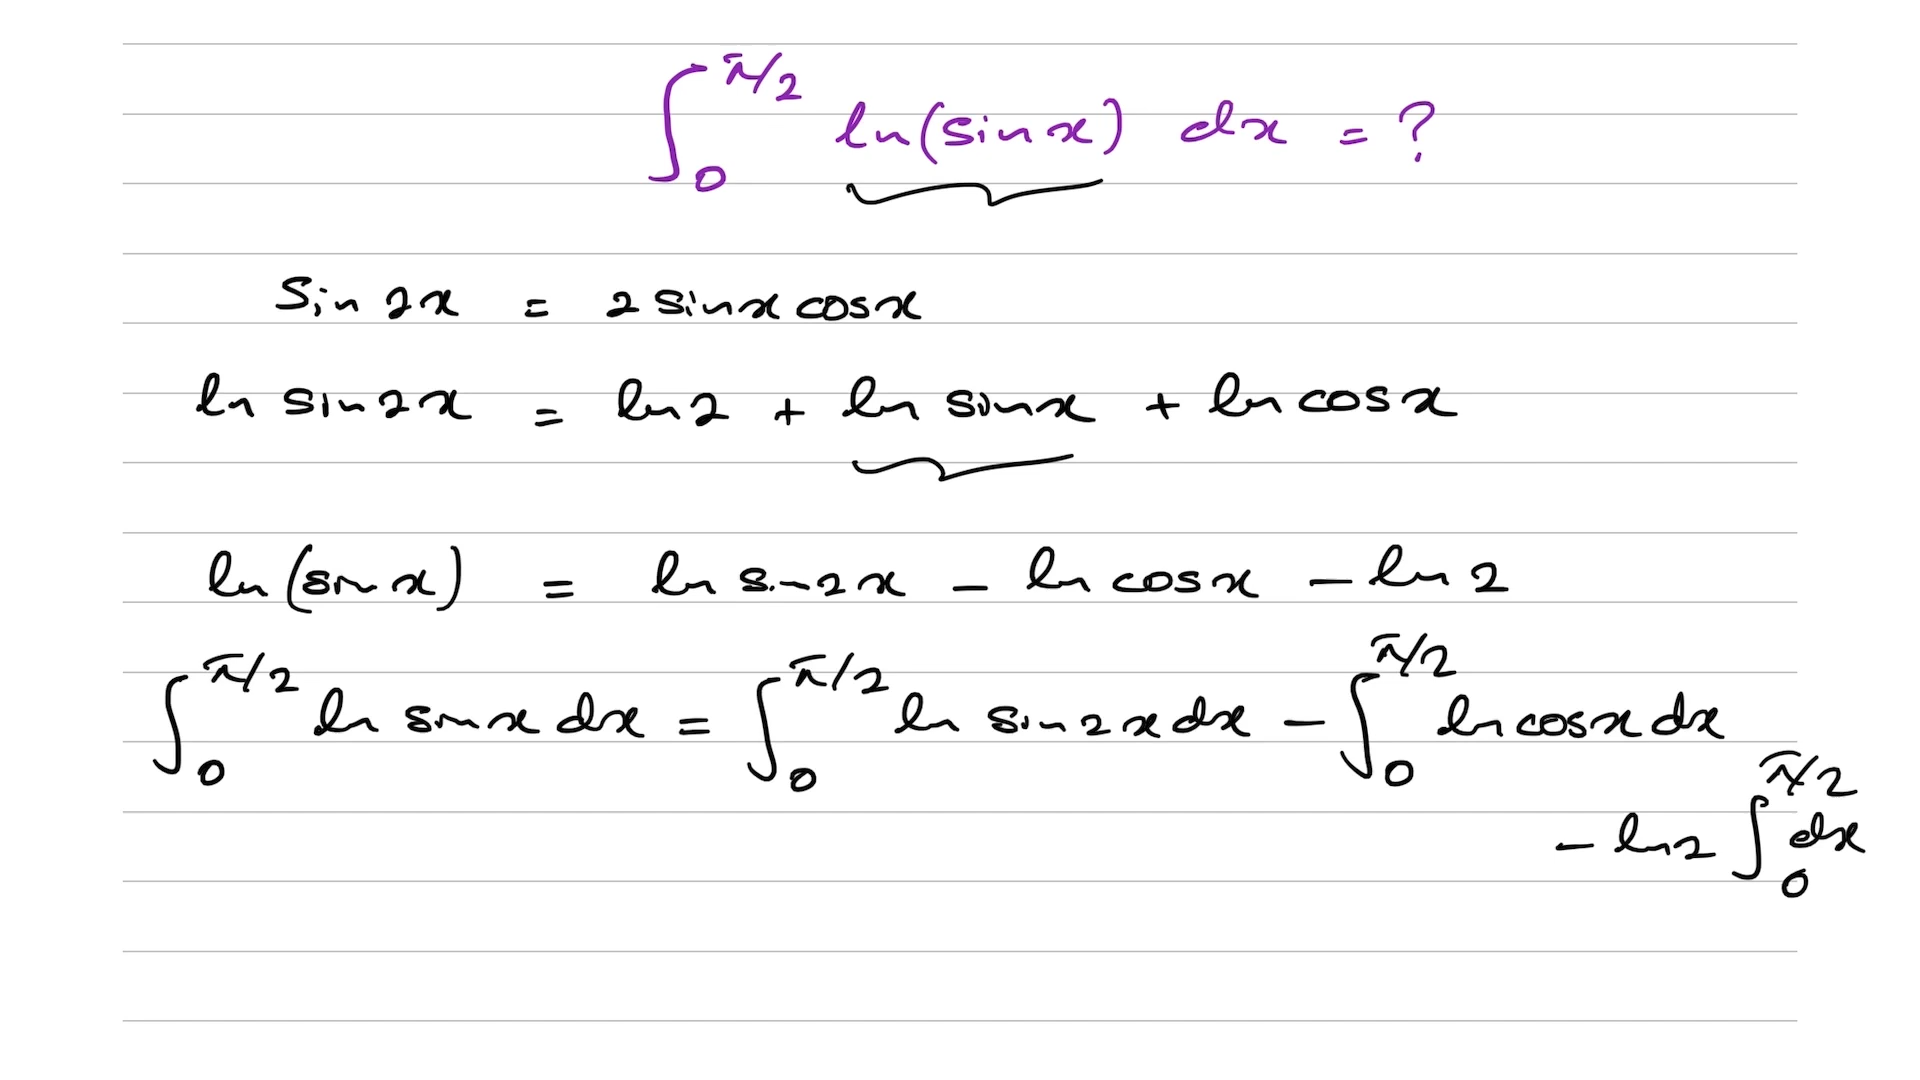 ∫₀^(π/2) ln(sin x) dx = ?
sin 2x = 2 sin x cos x
ln sin 2x = ln 2 + ln sin x + ln cos x
ln (sin x) = ln sin 2x − ln cos x − ln 2
∫₀^(π/2) ln sin x dx = ∫₀^(π/2) ln sin 2x dx − ∫₀^(π/2) ln cos x dx
− ln 2 ∫₀^(π/2) dx